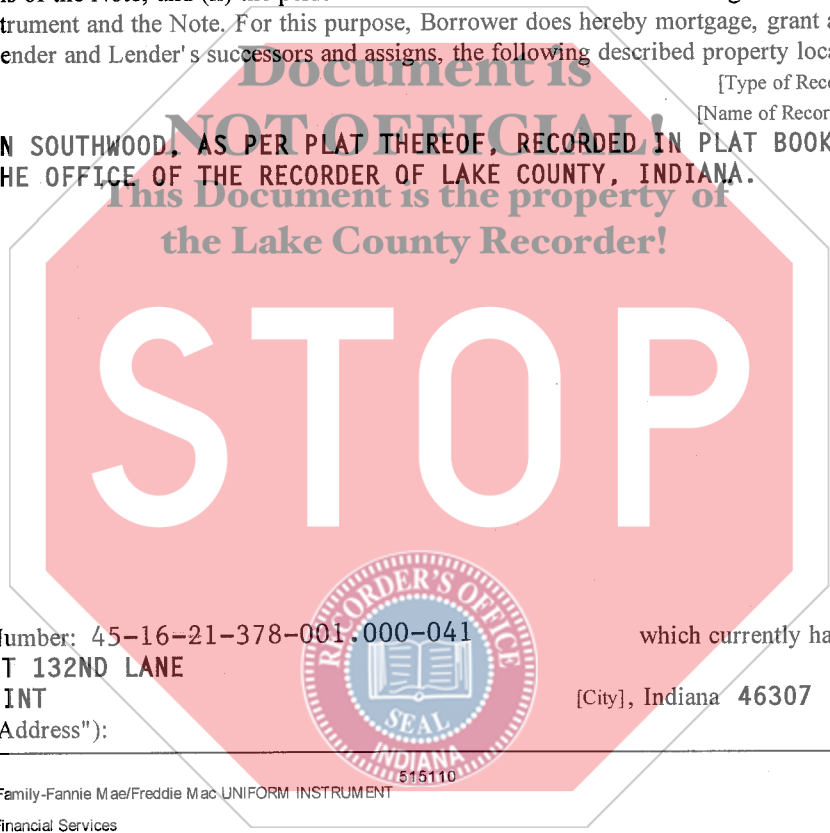 trument and the Note. For this purpose, Borrower does hereby mortgage, grant
ender and Lender's successors and assigns, the following described property loca
Document is
[Type of Reco
[Name of Recor
NOT OFFICIAL!
N SOUTHWOOD, AS PER PLAT THEREOF, RECORDED IN PLAT BOOK
HE OFFICE OF THE RECORDER OF LAKE COUNTY, INDIANA.
This Document is the property of
the Lake County Recorder!
STOP
RECORDER'S OFFICE
SEAL
INDIANA
umber: 45-16-21-378-001.000-041 which currently ha
T 132ND LANE
INT [City], Indiana 46307
Address"):
515110
Family-Fannie Mae/Freddie Mac UNIFORM INSTRUMENT
Financial Services